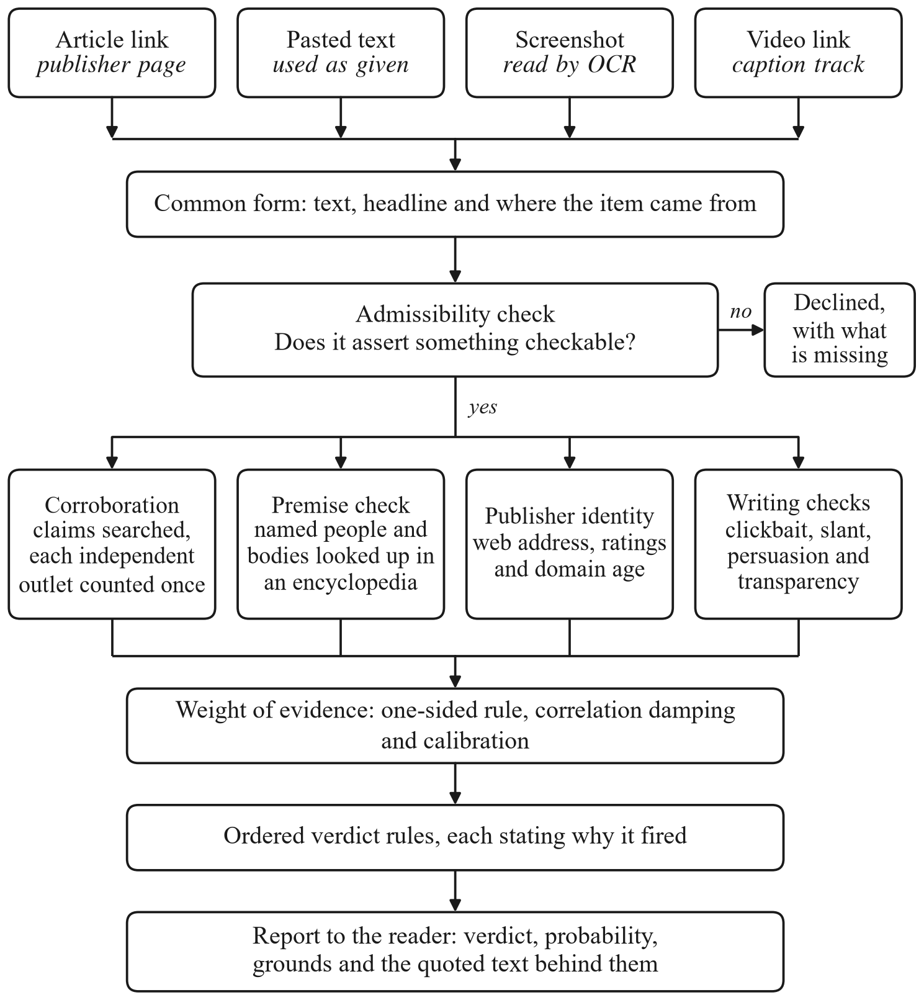 Article link
publisher page
Pasted text
used as given
Screenshot
read by OCR
Video link
caption track
Common form: text, headline and where the item came from
Admissibility check
Does it assert something checkable?
no
Declined,
with what
is missing
yes
Corroboration
claims searched,
each independent
outlet counted once
Premise check
named people and
bodies looked up in
an encyclopedia
Publisher identity
web address, ratings
and domain age
Writing checks
clickbait, slant,
persuasion and
transparency
Weight of evidence: one-sided rule, correlation damping
and calibration
Ordered verdict rules, each stating why it fired
Report to the reader: verdict, probability,
grounds and the quoted text behind them